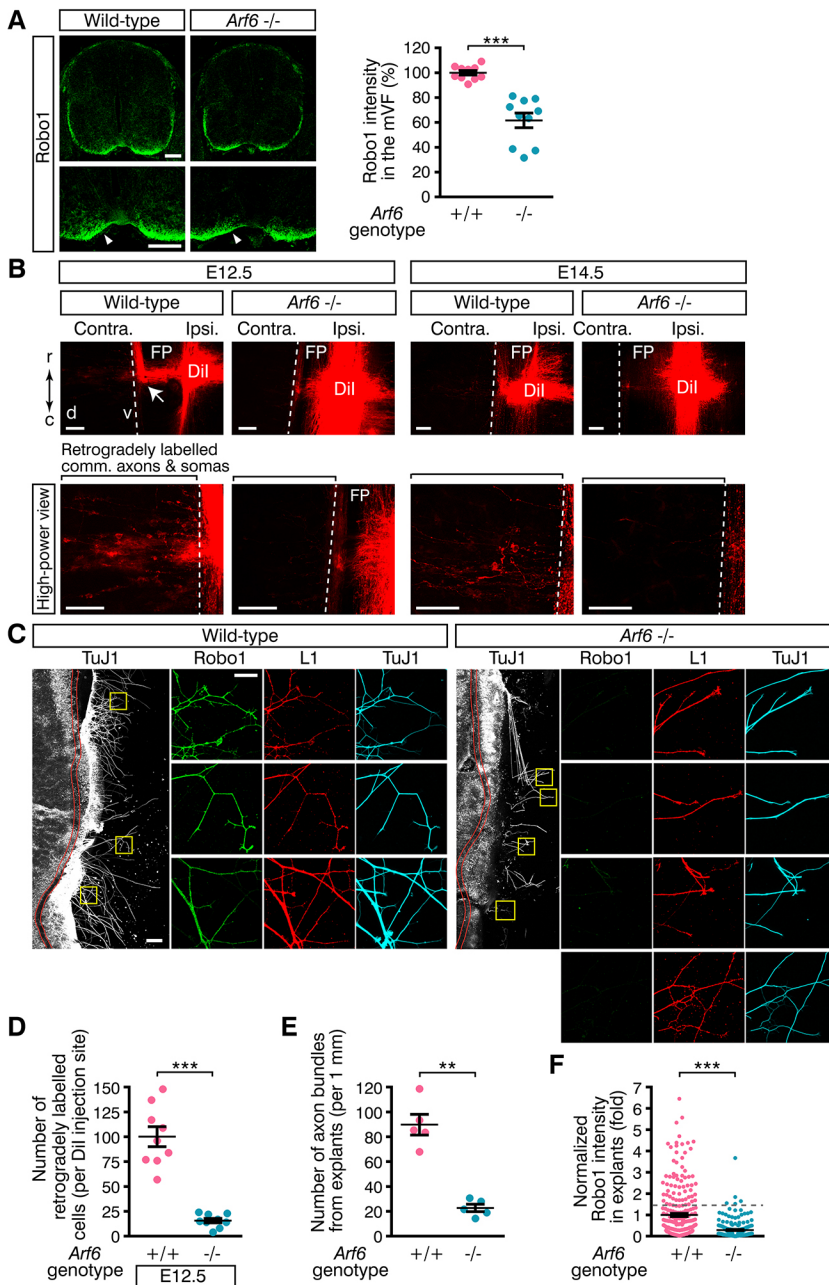 A
Wild-type
Arf6 -/-
Robo1
Robo1 intensity
in the mVF (%)
120
100
80
60
40
20
0
***
Arf6
genotype
+/+
-/-
B
E12.5
E14.5
Wild-type
Arf6 -/-
Wild-type
Arf6 -/-
Contra.
Ipsi.
Contra.
Ipsi.
Contra.
Ipsi.
Contra.
Ipsi.
r
c
FP
DiI
d
v
FP
DiI
FP
DiI
FP
DiI
Retrogradely labelled
comm. axons & somas
High-power view
FP
C
Wild-type
Arf6 -/-
TuJ1
Robo1
L1
TuJ1
TuJ1
Robo1
L1
TuJ1
D
Number of
retrogradely labelled
cells (per DiI injection site)
150
125
100
75
50
25
0
***
Arf6
genotype
+/+
-/-
E12.5
E
Number of axon bundles
from explants (per 1 mm)
120
100
80
60
40
20
0
**
Arf6
genotype
+/+
-/-
F
Normalized
Robo1 intensity
in explants (fold)
7
6
5
4
3
2
1
0
***
Arf6
genotype
+/+
-/-